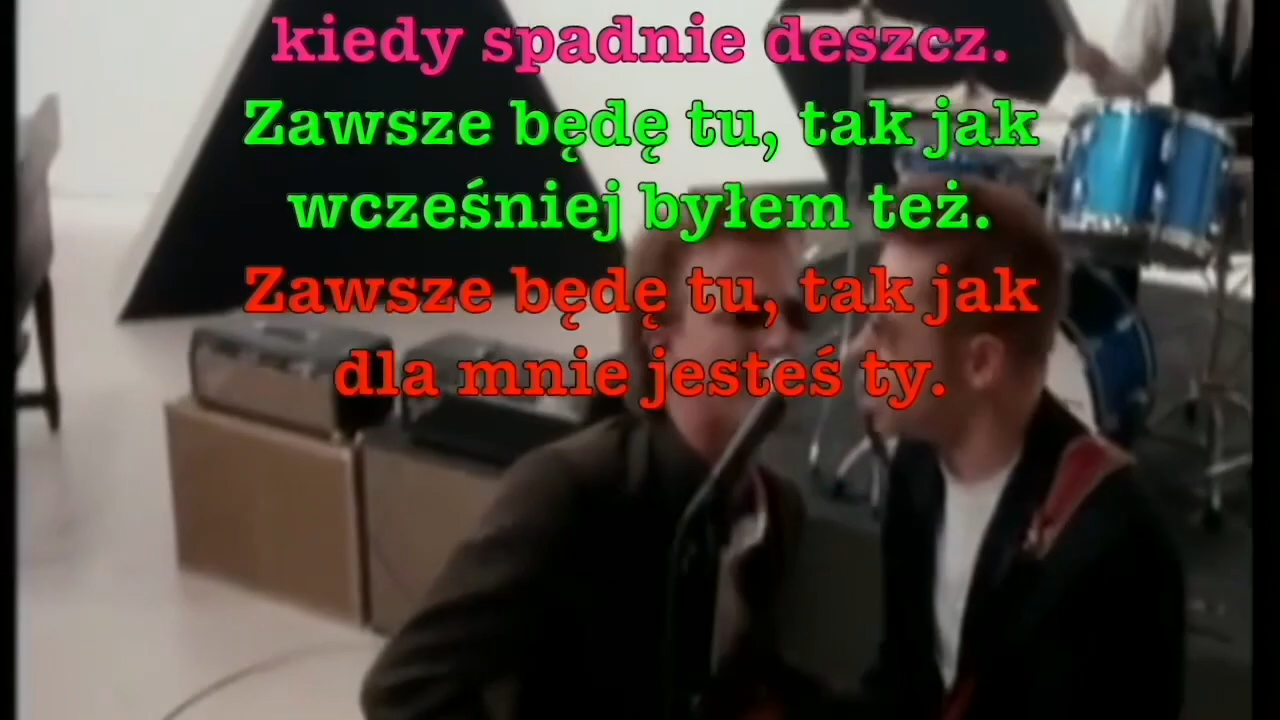 kiedy spadnie deszcz.
Zawsze będę tu, tak jak
wcześniej byłem też.
Zawsze będę tu, tak jak
dla mnie jesteś ty.